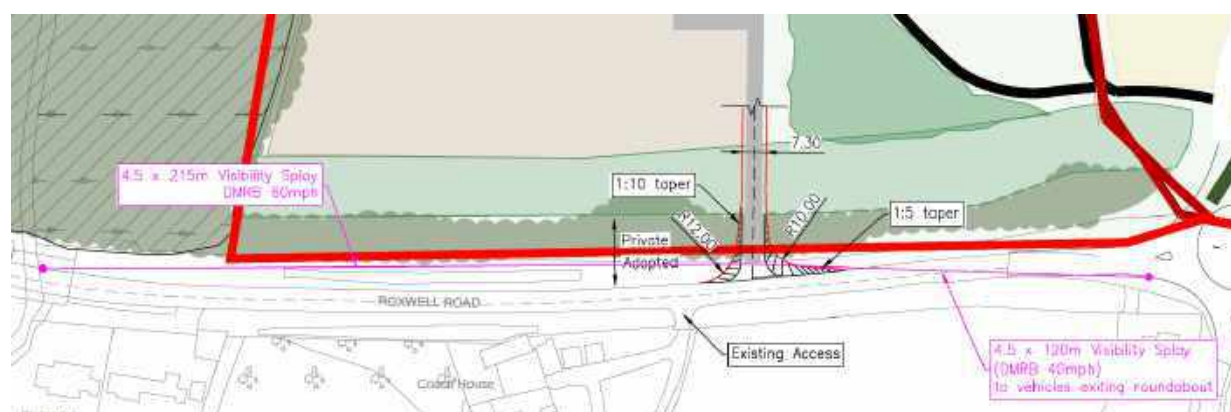 4.5 x 215m Visibility Splay
DMRB 60mph
7.30
1:10 taper
1:5 taper
R12.00
R10.00
Private
Adopted
ROXWELL ROAD
Existing Access
4.5 x 120m Visibility Splay
(DMRB 40mph)
to vehicles exiting roundabout
House